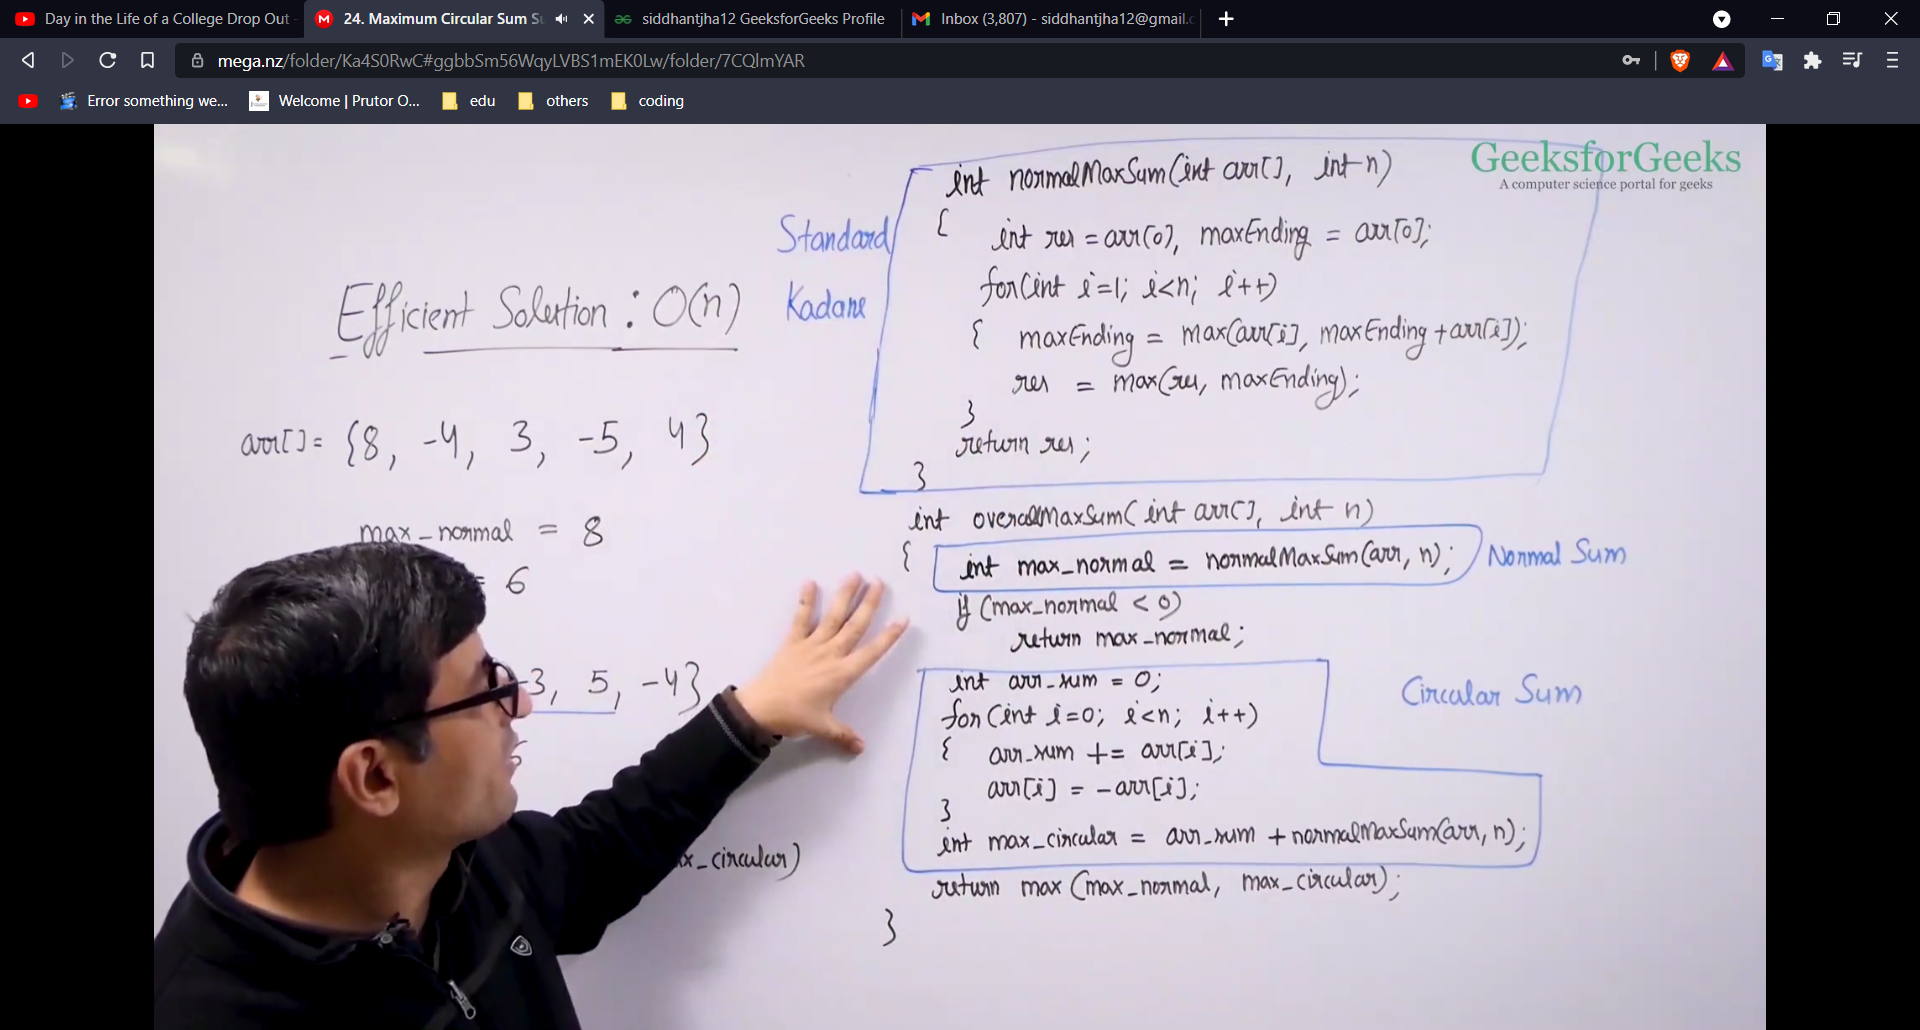 Day in the Life of a College Drop Out
24. Maximum Circular Sum Su
siddhantjha12 GeeksforGeeks Profile
Inbox (3,807) - siddhantjha12@gmail.c
mega.nz/folder/Ka4S0RwC#ggbbSm56WqyLVBS1mEK0Lw/folder/7CQlmYAR
Error something we...
Welcome | Prutor O...
edu
others
coding
GeeksforGeeks
A computer science portal for geeks
Efficient Solution : O(n)
arr[] = {8, -4, 3, -5, 4}
max_normal = 8
= 6
-3, 5, -4}
x_circular)
Standard
Kadane
int normalMaxSum(int arr[], int n)
{
int res = arr[0], maxEnding = arr[0];
for(int i=1; i<n; i++)
{ maxEnding = max(arr[i], maxEnding+arr[i]);
res = max(res, maxEnding);
}
return res;
}
int overallMaxSum(int arr[], int n)
{ int max_normal = normalMaxSum(arr, n);
Normal Sum
if (max_normal < 0)
return max_normal;
int arr_sum = 0;
Circular Sum
for(int i=0; i<n; i++)
{ arr_sum += arr[i];
arr[i] = -arr[i];
}
int max_circular = arr_sum + normalMaxSum(arr, n);
return max (max_normal, max_circular);
}